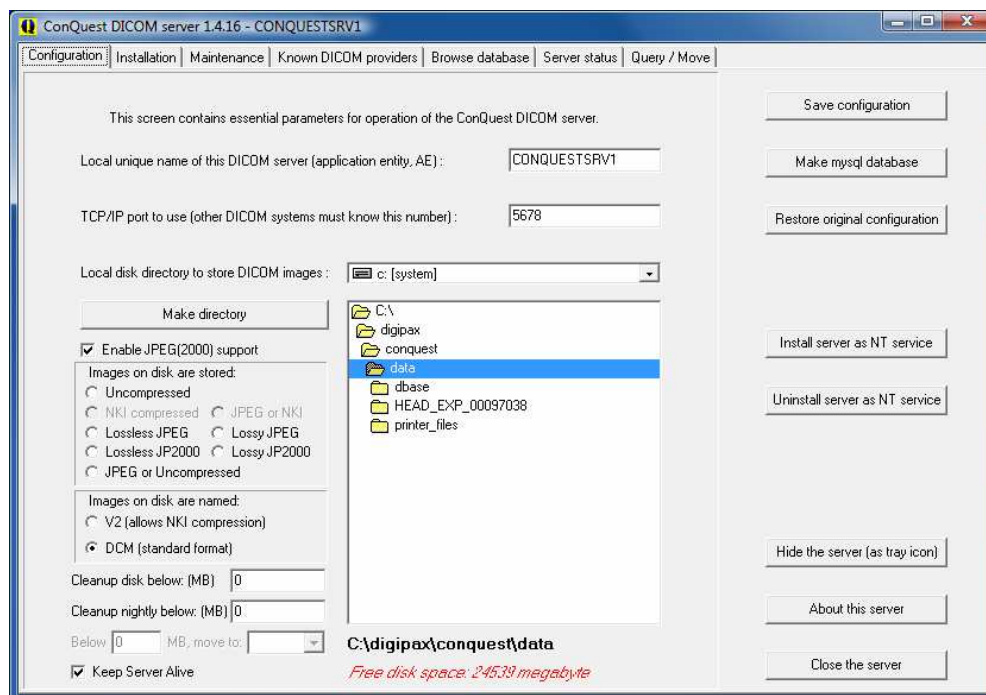 ConQuest DICOM server 1.4.16 - CONQUESTSRV1
Configuration Installation Maintenance Known DICOM providers Browse database Server status Query / Move
This screen contains essential parameters for operation of the ConQuest DICOM server.
Local unique name of this DICOM server (application entity, AE) : CONQUESTSRV1
TCP/IP port to use (other DICOM systems must know this number) : 5678
Local disk directory to store DICOM images : c: [system]
Make directory
Enable JPEG(2000) support
Images on disk are stored:
Uncompressed
NKI compressed JPEG or NKI
Lossless JPEG Lossy JPEG
Lossless JP2000 Lossy JP2000
JPEG or Uncompressed
Images on disk are named:
V2 (allows NKI compression)
DCM (standard format)
Cleanup disk below: (MB) 0
Cleanup nightly below: (MB) 0
Below 0 MB, move to:
Keep Server Alive
C:\
digipax
conquest
data
dbase
HEAD_EXP_00097038
printer_files
C:\digipax\conquest\data
Free disk space: 24539 megabyte
Save configuration
Make mysql database
Restore original configuration
Install server as NT service
Uninstall server as NT service
Hide the server (as tray icon)
About this server
Close the server